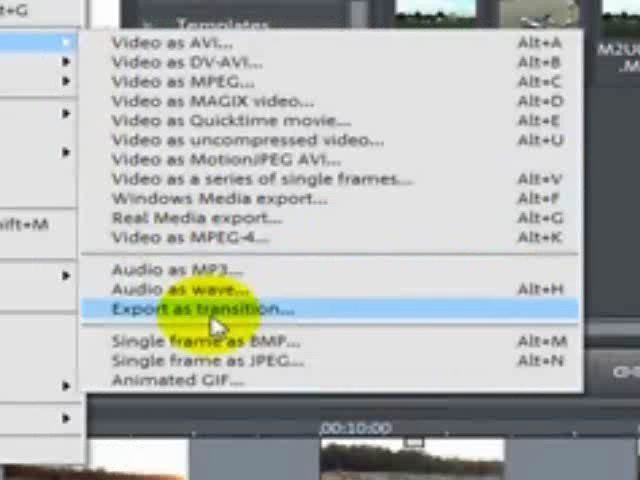 t+G
Templates
Video as AVI... Alt+A
Video as DV-AVI... Alt+B
Video as MPEG... Alt+C
Video as MAGIX video... Alt+D
Video as Quicktime movie... Alt+E
Video as uncompressed video... Alt+U
Video as MotionJPEG AVI...
Video as a series of single frames... Alt+V
Windows Media export... Alt+F
Real Media export... Alt+G
Video as MPEG-4... Alt+K
hift+M
Audio as MP3...
Audio as wave... Alt+H
Export as transition...
Single frame as BMP... Alt+M
Single frame as JPEG... Alt+N
Animated GIF...
,00:10:00